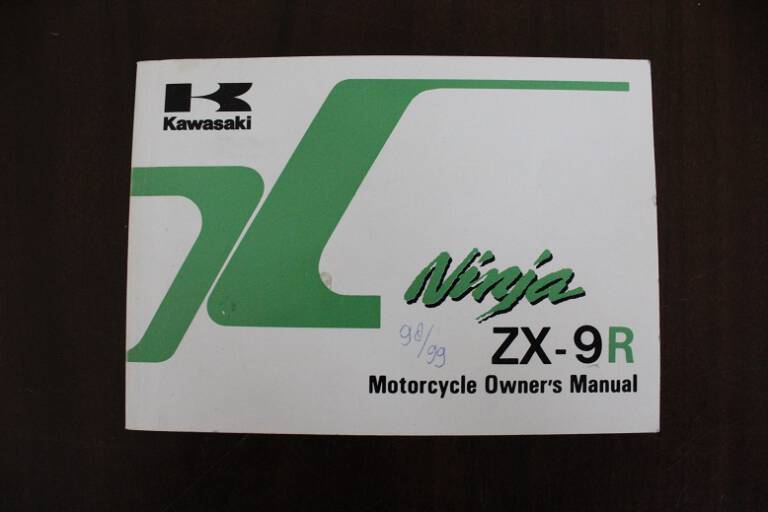 Kawasaki
Ninja
98/99
ZX-9R
Motorcycle Owner's Manual